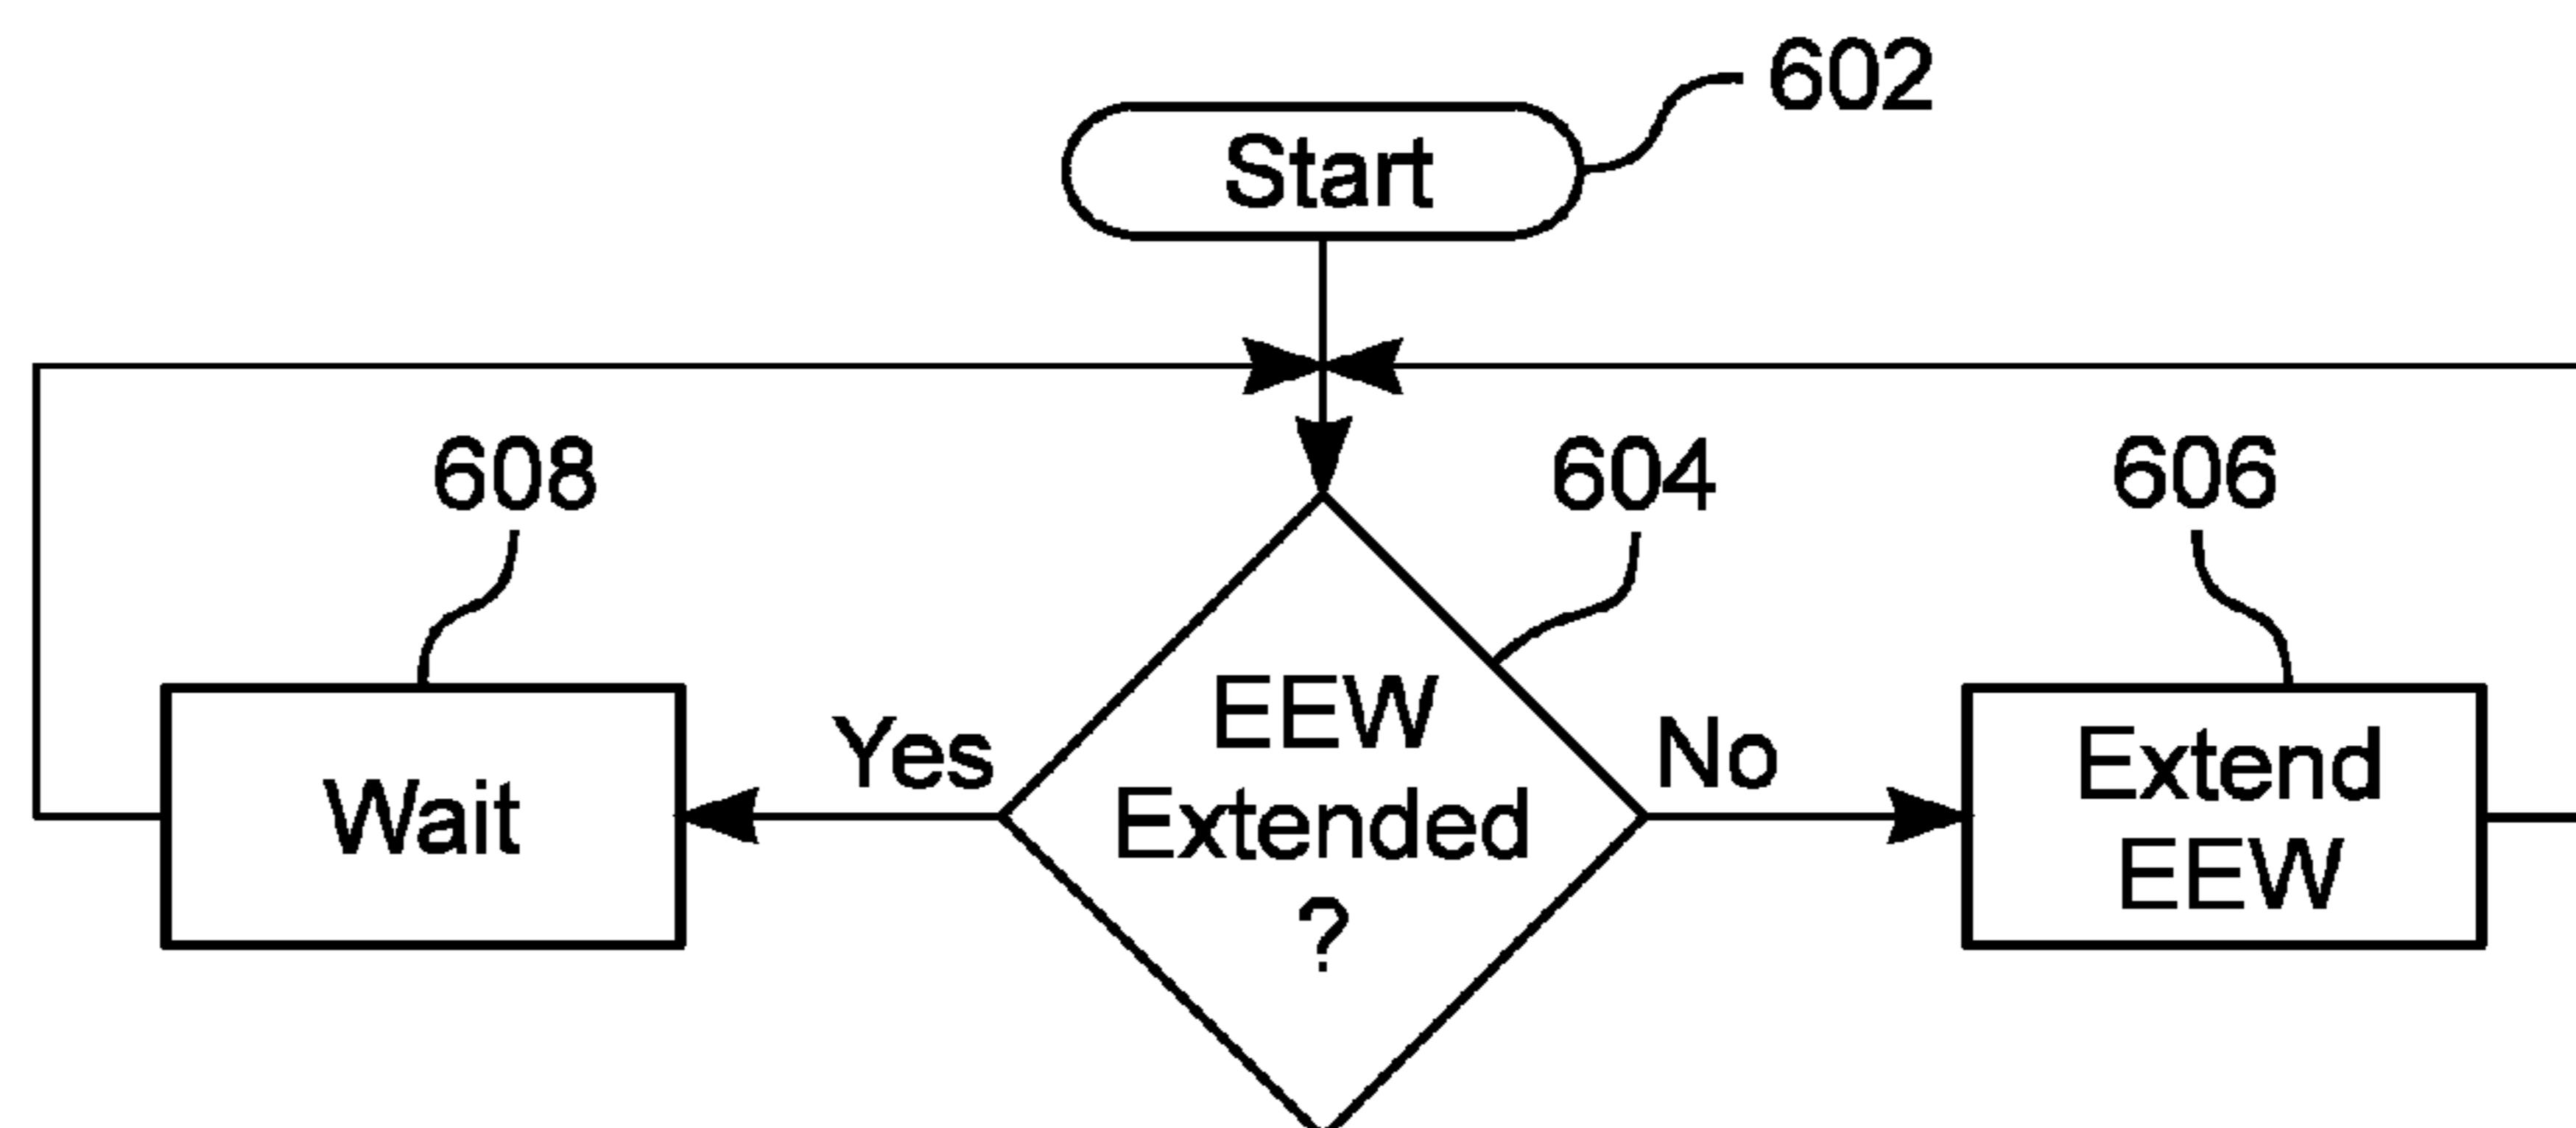 602
Start
608
604
606
Yes
EEW
Extended
?
No
Wait
Extend
EEW